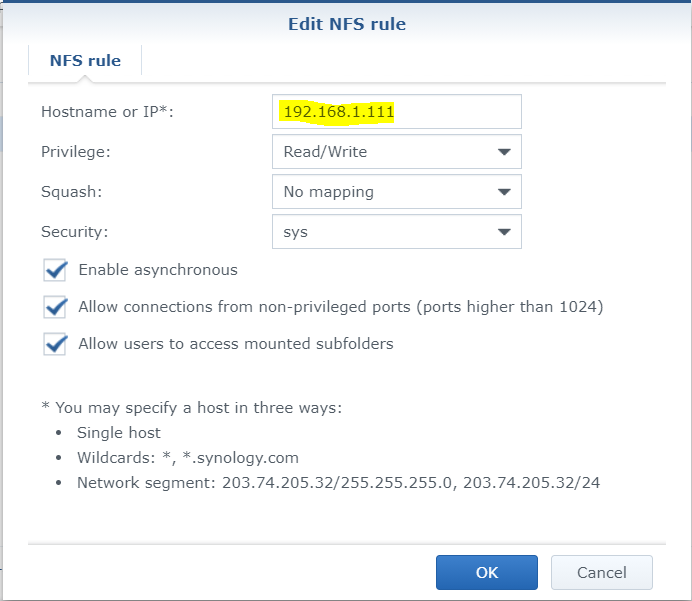 Edit NFS rule
NFS rule
Hostname or IP*: 192.168.1.111
Privilege: Read/Write
Squash: No mapping
Security: sys
Enable asynchronous
Allow connections from non-privileged ports (ports higher than 1024)
Allow users to access mounted subfolders
* You may specify a host in three ways:
• Single host
• Wildcards: *, *.synology.com
• Network segment: 203.74.205.32/255.255.255.0, 203.74.205.32/24
OK Cancel